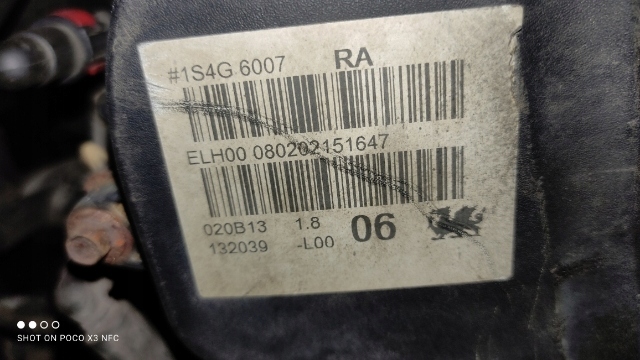 #1S4G 6007 RA
ELH00 080202151647
020B13 1.8 06
132039 -L00
SHOT ON POCO X3 NFC